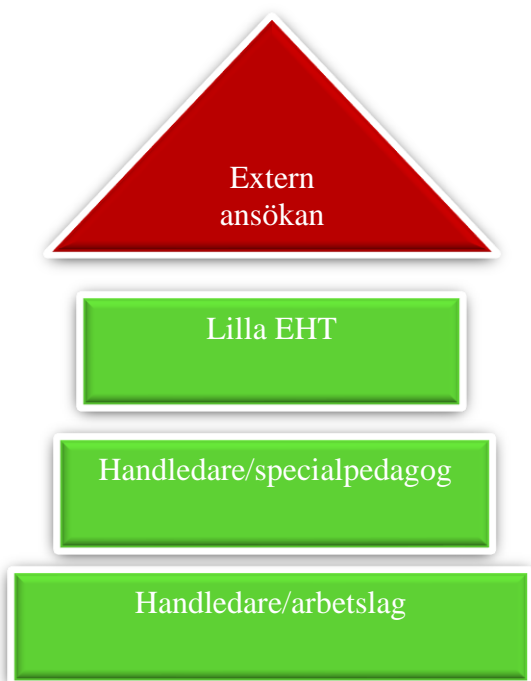 Extern
ansökan
Lilla EHT
Handledare/specialpedagog
Handledare/arbetslag